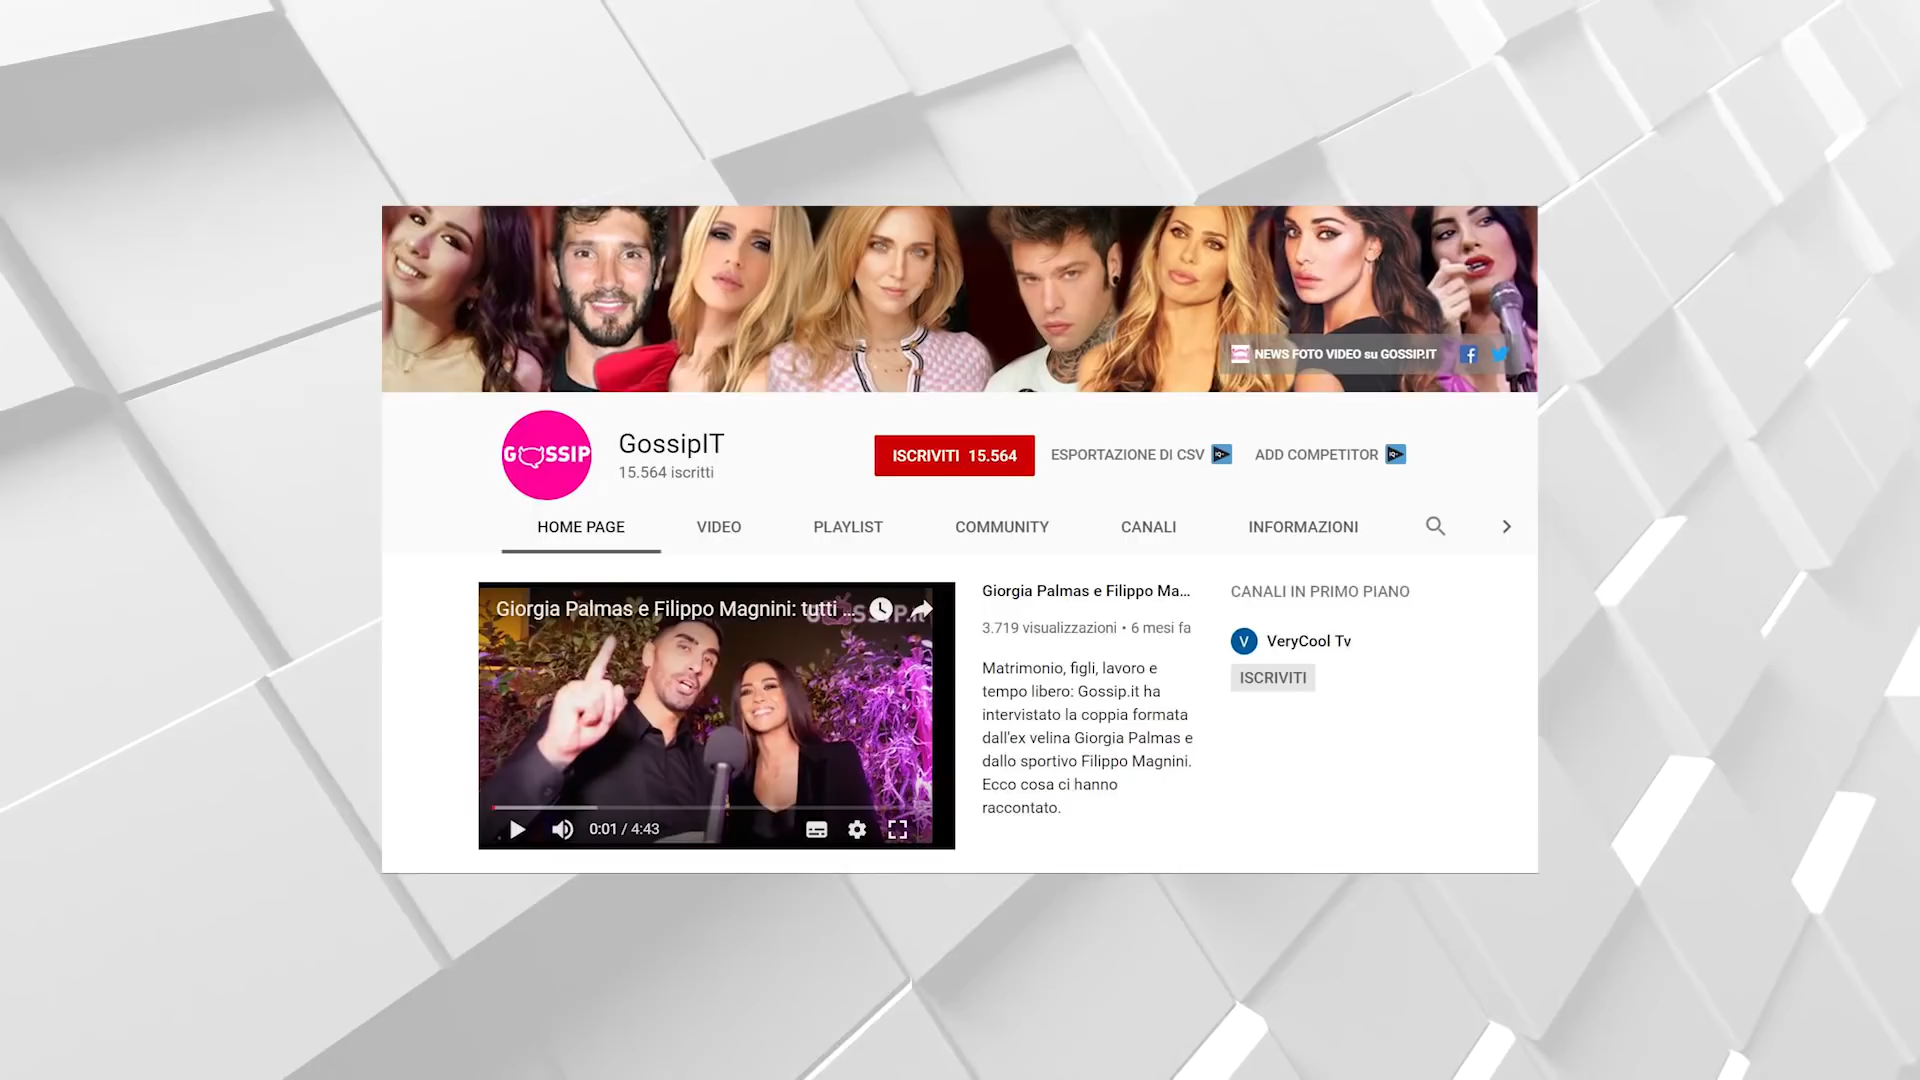 NEWS FOTO VIDEO su GOSSIP.IT
GOSSIP
GossipIT
15.564 iscritti
ISCRIVITI 15.564
ESPORTAZIONE DI CSV
ADD COMPETITOR
HOME PAGE
VIDEO
PLAYLIST
COMMUNITY
CANALI
INFORMAZIONI
Giorgia Palmas e Filippo Magnini: tutti ...
GOSSIP.it
0:01 / 4:43
Giorgia Palmas e Filippo Ma...
3.719 visualizzazioni • 6 mesi fa
Matrimonio, figli, lavoro e
tempo libero: Gossip.it ha
intervistato la coppia formata
dall'ex velina Giorgia Palmas e
dallo sportivo Filippo Magnini.
Ecco cosa ci hanno
raccontato.
CANALI IN PRIMO PIANO
V
VeryCool Tv
ISCRIVITI